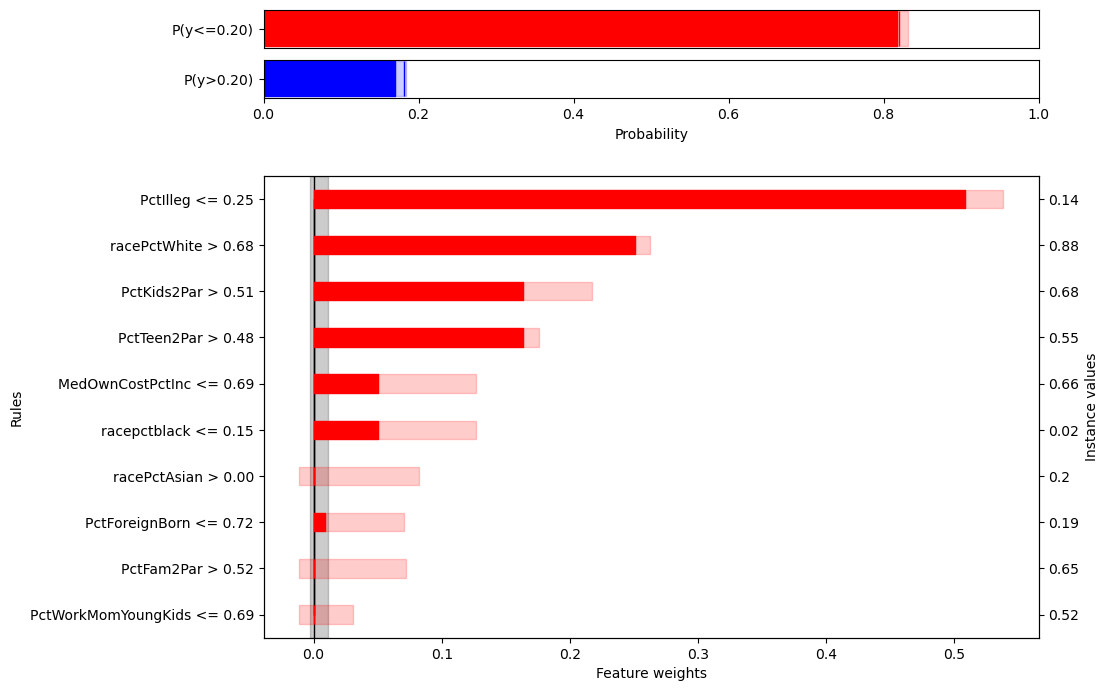 P(y<=0.20)
P(y>0.20)
0.0 0.2 0.4 0.6 0.8 1.0
Probability
Rules
PctIlleg <= 0.25 0.14
racePctWhite > 0.68 0.88
PctKids2Par > 0.51 0.68
PctTeen2Par > 0.48 0.55
MedOwnCostPctInc <= 0.69 0.66
racepctblack <= 0.15 0.02
racePctAsian > 0.00 0.2
PctForeignBorn <= 0.72 0.19
PctFam2Par > 0.52 0.65
PctWorkMomYoungKids <= 0.69 0.52
Instance values
0.0 0.1 0.2 0.3 0.4 0.5
Feature weights